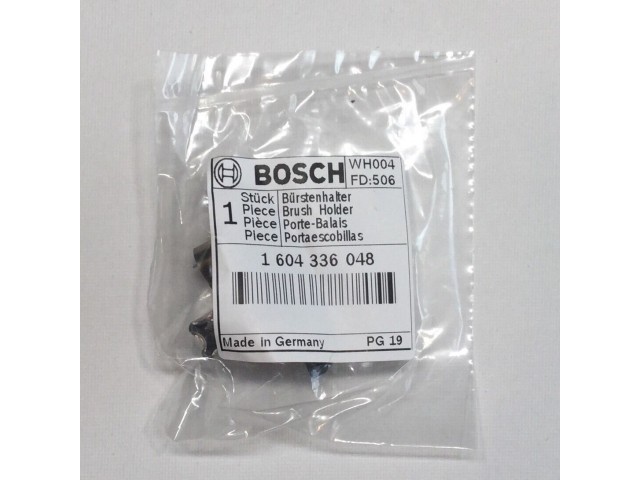 BOSCH WH004
FD:506
1 Stück Bürstenhalter
Piece Brush Holder
Pièce Porte-Balais
Piece Portaescobillas
1 604 336 048
Made in Germany PG 19